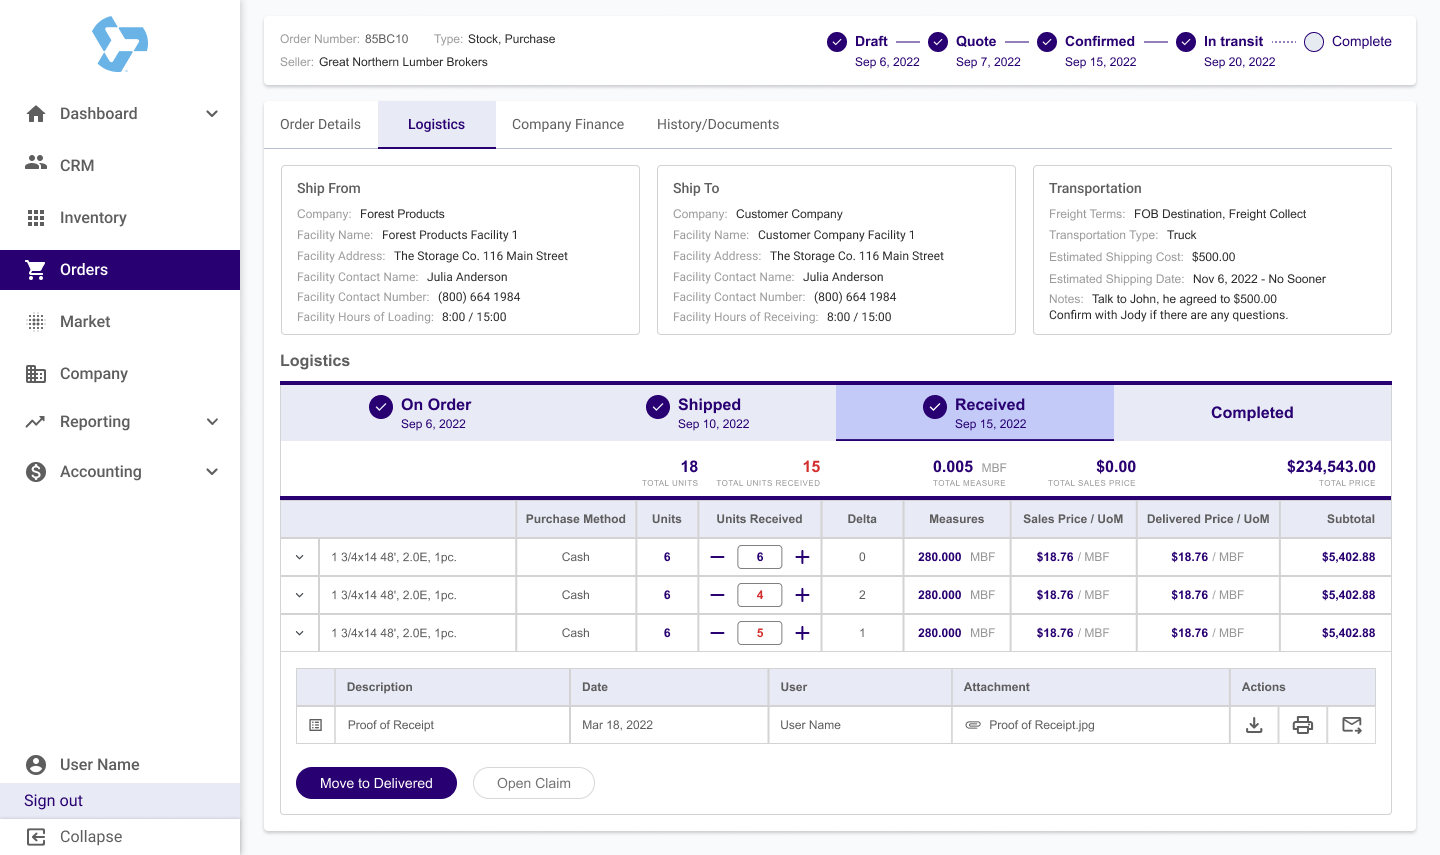 Order Number: 85BC10 Type: Stock, Purchase
Seller: Great Northern Lumber Brokers
Draft Quote Confirmed In transit Complete
Sep 6, 2022 Sep 7, 2022 Sep 15, 2022 Sep 20, 2022
Dashboard
CRM
Inventory
Orders
Market
Company
Reporting
Accounting
User Name
Sign out
Collapse
Order Details Logistics Company Finance History/Documents
Ship From
Company: Forest Products
Facility Name: Forest Products Facility 1
Facility Address: The Storage Co. 116 Main Street
Facility Contact Name: Julia Anderson
Facility Contact Number: (800) 664 1984
Facility Hours of Loading: 8:00 / 15:00
Ship To
Company: Customer Company
Facility Name: Customer Company Facility 1
Facility Address: The Storage Co. 116 Main Street
Facility Contact Name: Julia Anderson
Facility Contact Number: (800) 664 1984
Facility Hours of Receiving: 8:00 / 15:00
Transportation
Freight Terms: FOB Destination, Freight Collect
Transportation Type: Truck
Estimated Shipping Cost: $500.00
Estimated Shipping Date: Nov 6, 2022 - No Sooner
Notes: Talk to John, he agreed to $500.00
Confirm with Jody if there are any questions.
Logistics
On Order Shipped Received Completed
Sep 6, 2022 Sep 10, 2022 Sep 15, 2022
18 15 0.005 MBF $0.00 $234,543.00
TOTAL UNITS TOTAL UNITS RECEIVED TOTAL MEASURE TOTAL SALES PRICE TOTAL PRICE
Purchase Method Units Units Received Delta Measures Sales Price / UoM Delivered Price / UoM Subtotal
1 3/4x14 48', 2.0E, 1pc. Cash 6 6 0 280.000 MBF $18.76 / MBF $18.76 / MBF $5,402.88
1 3/4x14 48', 2.0E, 1pc. Cash 6 4 2 280.000 MBF $18.76 / MBF $18.76 / MBF $5,402.88
1 3/4x14 48', 2.0E, 1pc. Cash 6 5 1 280.000 MBF $18.76 / MBF $18.76 / MBF $5,402.88
Description Date User Attachment Actions
Proof of Receipt Mar 18, 2022 User Name Proof of Receipt.jpg
Move to Delivered Open Claim